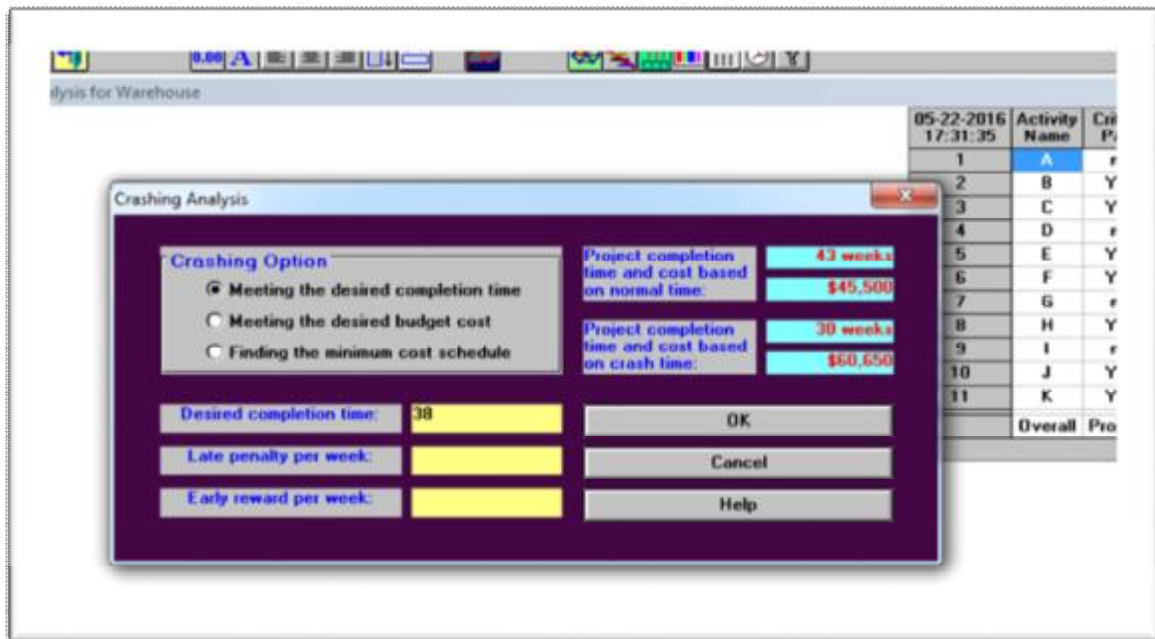 0.00 A
lysis for Warehouse
05-22-2016 Activity Cri
17:31:35 Name P
1 A
2 B Y
3 C Y
4 D
5 E Y
6 F Y
7 G
8 H Y
9 I
10 J Y
11 K Y
Overall Pro
Crashing Analysis
Crashing Option
Meeting the desired completion time
Meeting the desired budget cost
Finding the minimum cost schedule
Project completion
time and cost based
on normal time:
43 weeks
$45,500
Project completion
time and cost based
on crash time:
30 weeks
$60,650
Desired completion time: 38
Late penalty per week:
Early reward per week:
OK
Cancel
Help